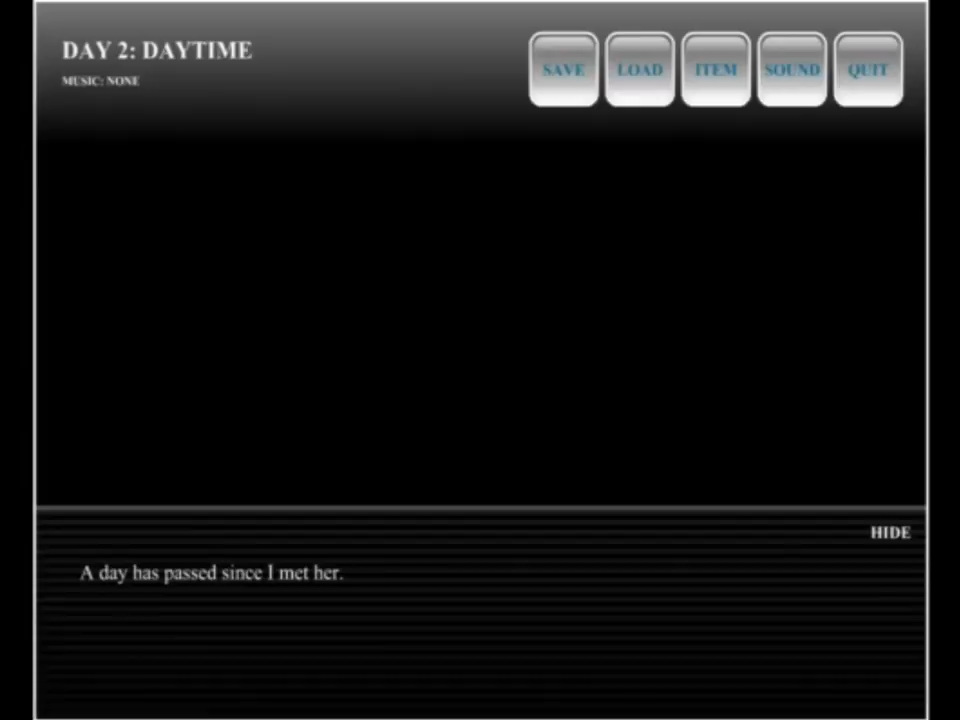 DAY 2: DAYTIME
MUSIC: NONE
SAVE LOAD ITEM SOUND QUIT
HIDE
A day has passed since I met her.